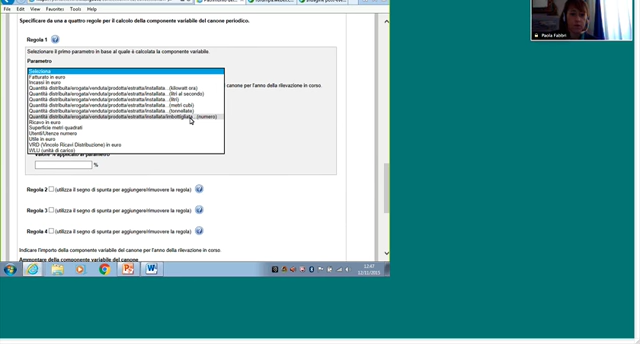 File Edit View Favorites Tools Help
Specificare da una a quattro regole per il calcolo della componente variabile del canone periodico.
Regola 1
Selezionare il primo parametro in base al quale è calcolata la componente variabile.
Parametro
Seleziona
Fatturato in euro
Incassi in euro
Quantità distribuita/erogata/venduta/prodotta/estratta/installata...(kilowatt ora)
Quantità distribuita/erogata/venduta/prodotta/estratta/installata...(litri al secondo)
canone per l'anno della rilevazione in corso
Quantità distribuita/erogata/venduta/prodotta/estratta/installata...(litri)
Quantità distribuita/erogata/venduta/prodotta/estratta/installata...(metri cubi)
Quantità distribuita/erogata/venduta/prodotta/estratta/installata...(tonnellate)
Quantità distribuita/erogata/venduta/prodotta/estratta/installata/imbottigliata...(numero)
Ricavo in euro
Superficie metri quadrati
Utenti/Utenze numero
Utile in euro
VRD (Vincolo Ricavi Distribuzione) in euro
WLU (unità di carico)
Valore % applicato al parametro
%
Regola 2 (utilizza il segno di spunta per aggiungere/rimuovere la regola)
Regola 3 (utilizza il segno di spunta per aggiungere/rimuovere la regola)
Regola 4 (utilizza il segno di spunta per aggiungere/rimuovere la regola)
Indicare l'importo della componente variabile del canone per l'anno della rilevazione in corso:
Ammontare della componente variabile del canone
12:47
12/11/2015
Paola Fabbri